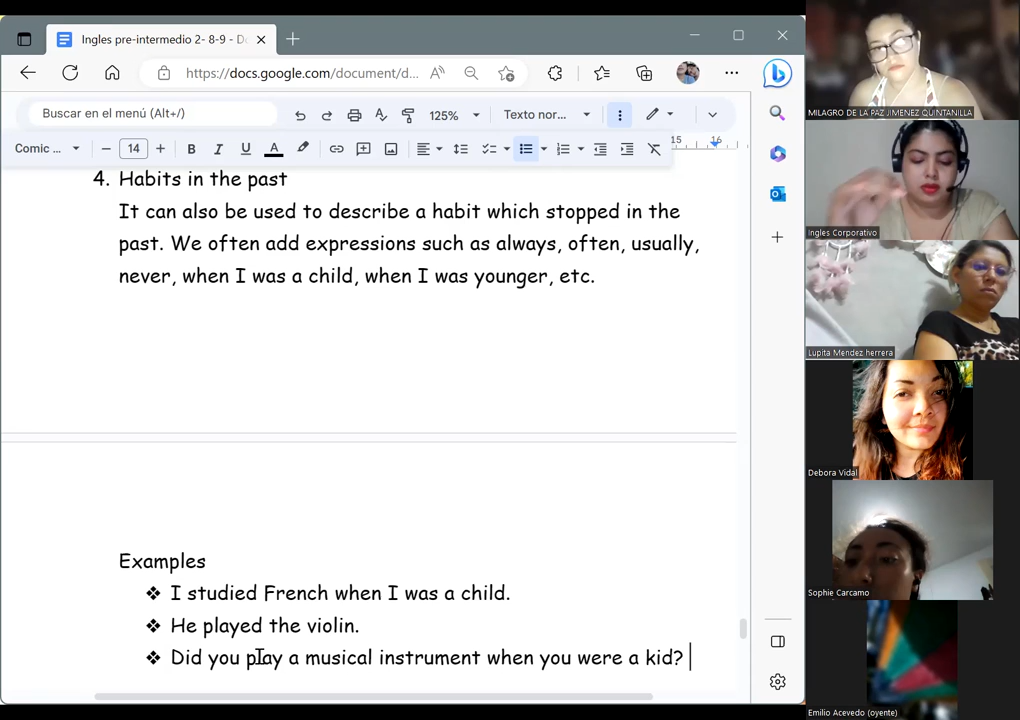 Ingles pre-intermedio 2- 8-9 - Do
https://docs.google.com/document/d...
Buscar en el menú (Alt+/)
125%
Texto nor...
Comic ...
14
15
16
4. Habits in the past
It can also be used to describe a habit which stopped in the
past. We often add expressions such as always, often, usually,
never, when I was a child, when I was younger, etc.
Examples
❖ I studied French when I was a child.
❖ He played the violin.
❖ Did you play a musical instrument when you were a kid?
MILAGRO DE LA PAZ JIMENEZ QUINTANILLA
Ingles Corporativo
Lupita Mendez herrera
Debora Vidal
Sophie Carcamo
Emilio Acevedo (oyente)